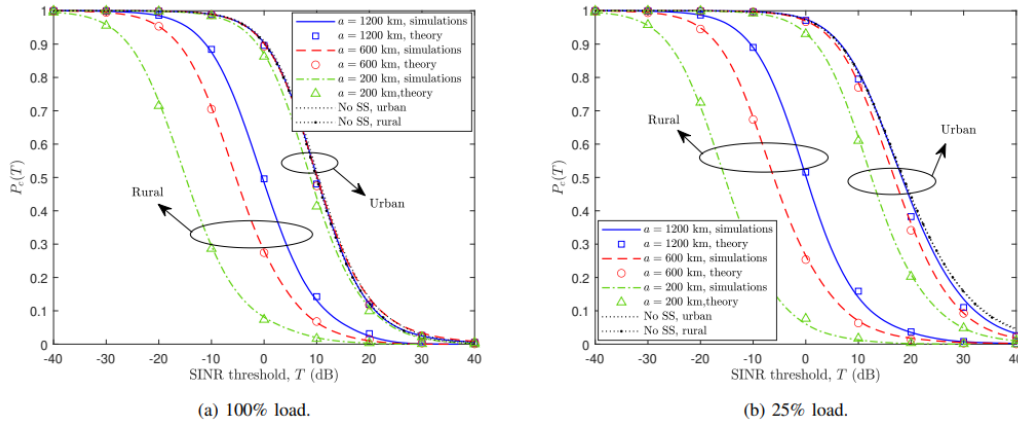 1
0.9
0.8
0.7
0.6
0.5
0.4
0.3
0.2
0.1
0
P_c(T)
a = 1200 km, simulations
a = 1200 km, theory
a = 600 km, simulations
a = 600 km, theory
a = 200 km, simulations
a = 200 km,theory
No SS, urban
No SS, rural
Rural
Urban
-40 -30 -20 -10 0 10 20 30 40
SINR threshold, T (dB)
(a) 100% load.
1
0.9
0.8
0.7
0.6
0.5
0.4
0.3
0.2
0.1
0
P_c(T)
Rural
Urban
a = 1200 km, simulations
a = 1200 km, theory
a = 600 km, simulations
a = 600 km, theory
a = 200 km, simulations
a = 200 km,theory
No SS, urban
No SS, rural
-40 -30 -20 -10 0 10 20 30 40
SINR threshold, T (dB)
(b) 25% load.